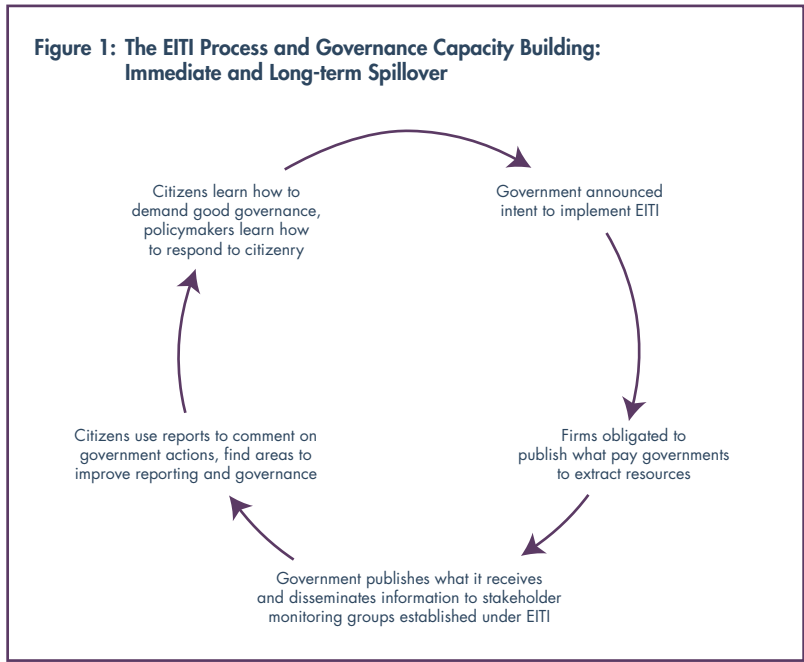 Figure 1: The EITI Process and Governance Capacity Building:
Immediate and Long-term Spillover
Citizens learn how to
demand good governance,
policymakers learn how
to respond to citizenry
Government announced
intent to implement EITI
Firms obligated to
publish what pay governments
to extract resources
Government publishes what it receives
and disseminates information to stakeholder
monitoring groups established under EITI
Citizens use reports to comment on
government actions, find areas to
improve reporting and governance